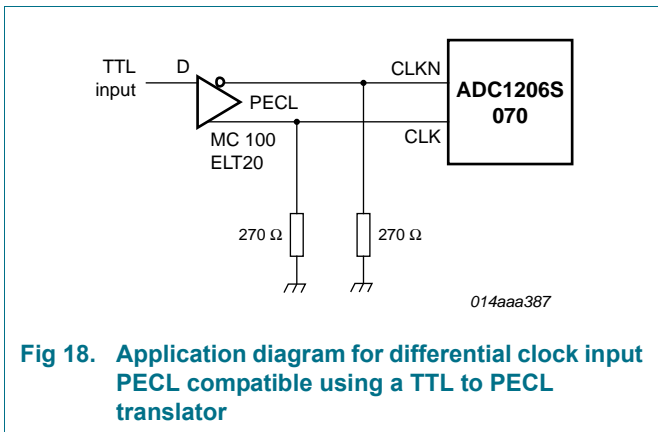 TTL
input
D
PECL
MC 100
ELT20
CLKN
CLK
ADC1206S
070
270 Ω
270 Ω
014aaa387
Fig 18. Application diagram for differential clock input
PECL compatible using a TTL to PECL
translator